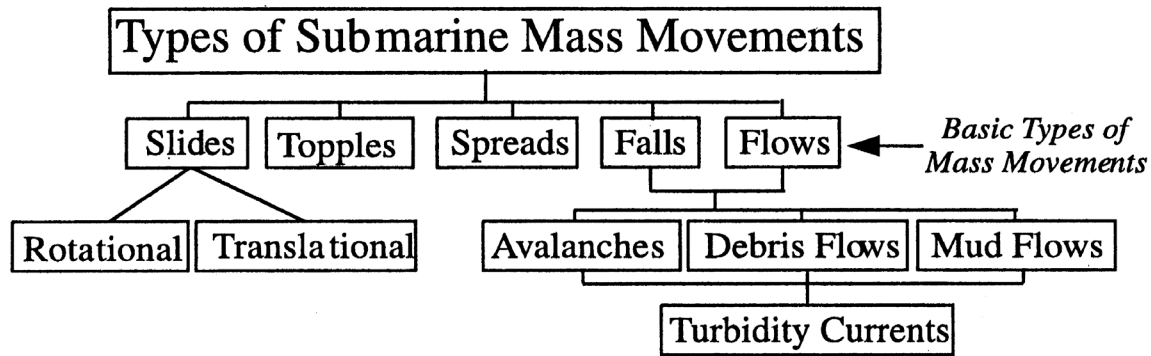 Types of Submarine Mass Movements
Slides
Topples
Spreads
Falls
Flows
Basic Types of
Mass Movements
Rotational
Translational
Avalanches
Debris Flows
Mud Flows
Turbidity Currents